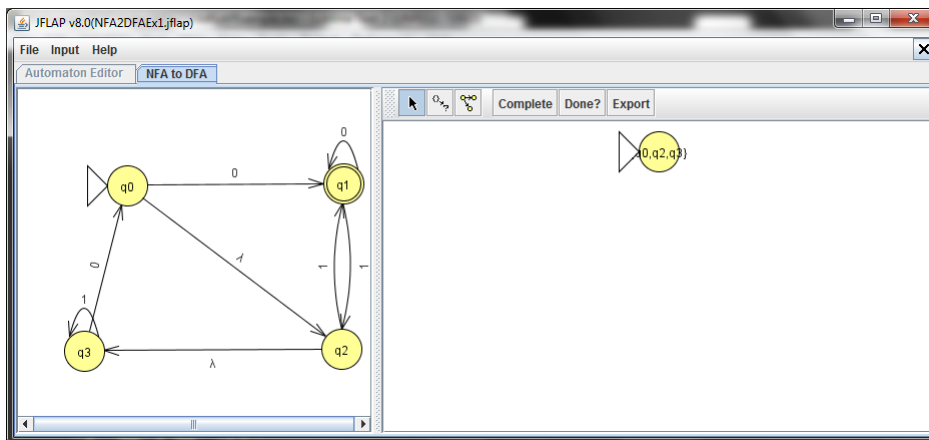 JFLAP v8.0(NFA2DFAEx1.jflap)
File Input Help
Automaton Editor NFA to DFA
Complete Done? Export
0
q0 0 q1
λ
0 1 1
1
q3 λ q2
0,q2,q3}